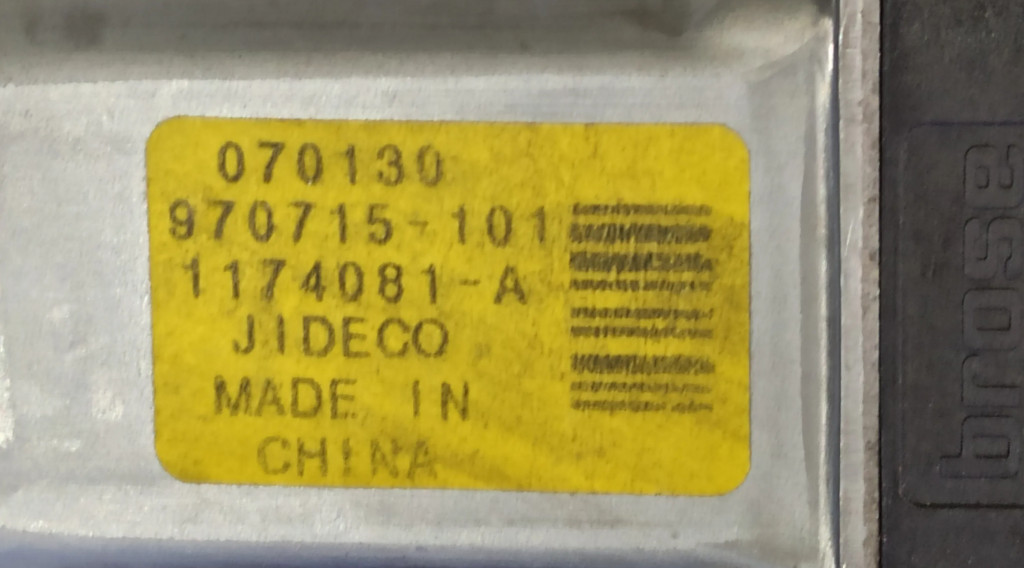 070130
970715-101
1174081-A
JIDECO
MADE IN
CHINA
brose